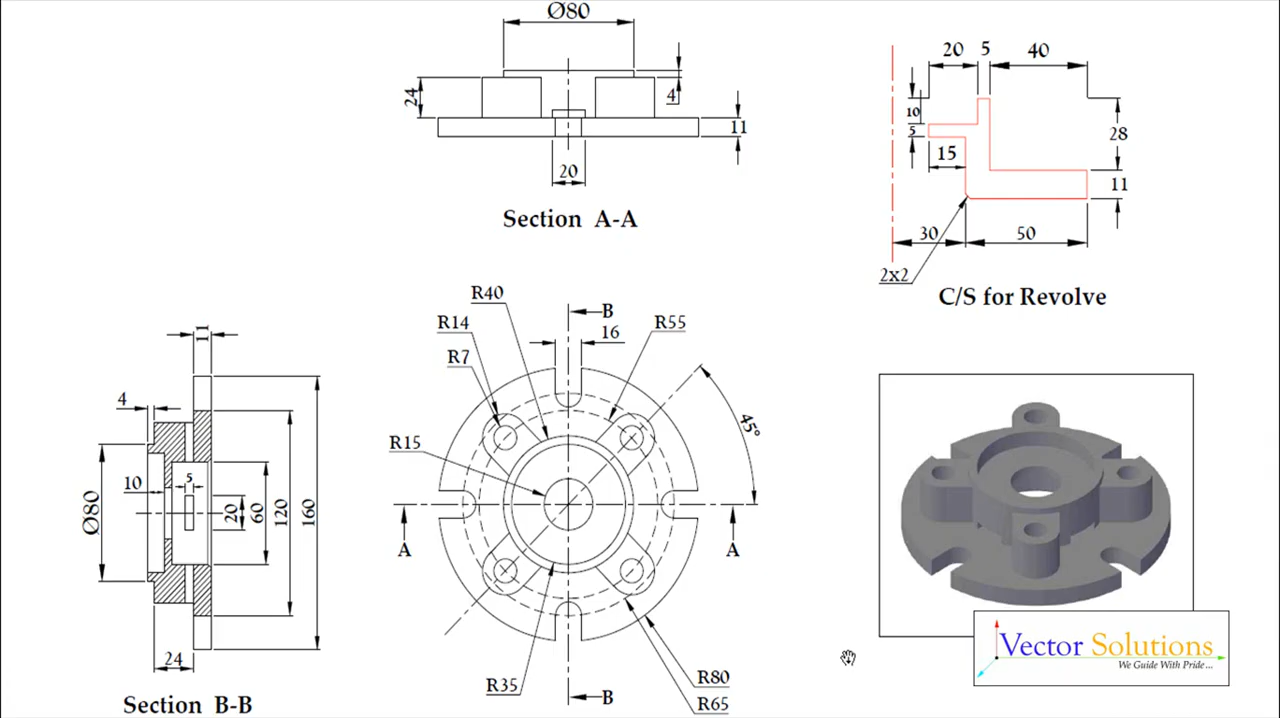 Ø80
24
4
11
20
Section A-A
20 5 40
10
5
15
28
11
30
50
2x2
C/S for Revolve
11
4
10
5
Ø80
20
60
120
160
24
Section B-B
R40
B
R14
16
R55
R7
45°
R15
A
A
R35
B
R80
R65
Vector Solutions
We Guide With Pride...